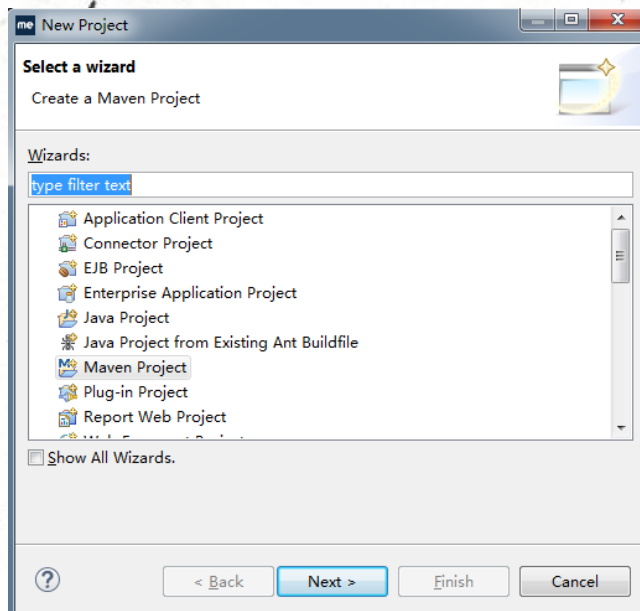 me New Project
Select a wizard
Create a Maven Project
Wizards:
type filter text
Application Client Project
Connector Project
EJB Project
Enterprise Application Project
Java Project
Java Project from Existing Ant Buildfile
Maven Project
Plug-in Project
Report Web Project
Show All Wizards.
< Back
Next >
Finish
Cancel